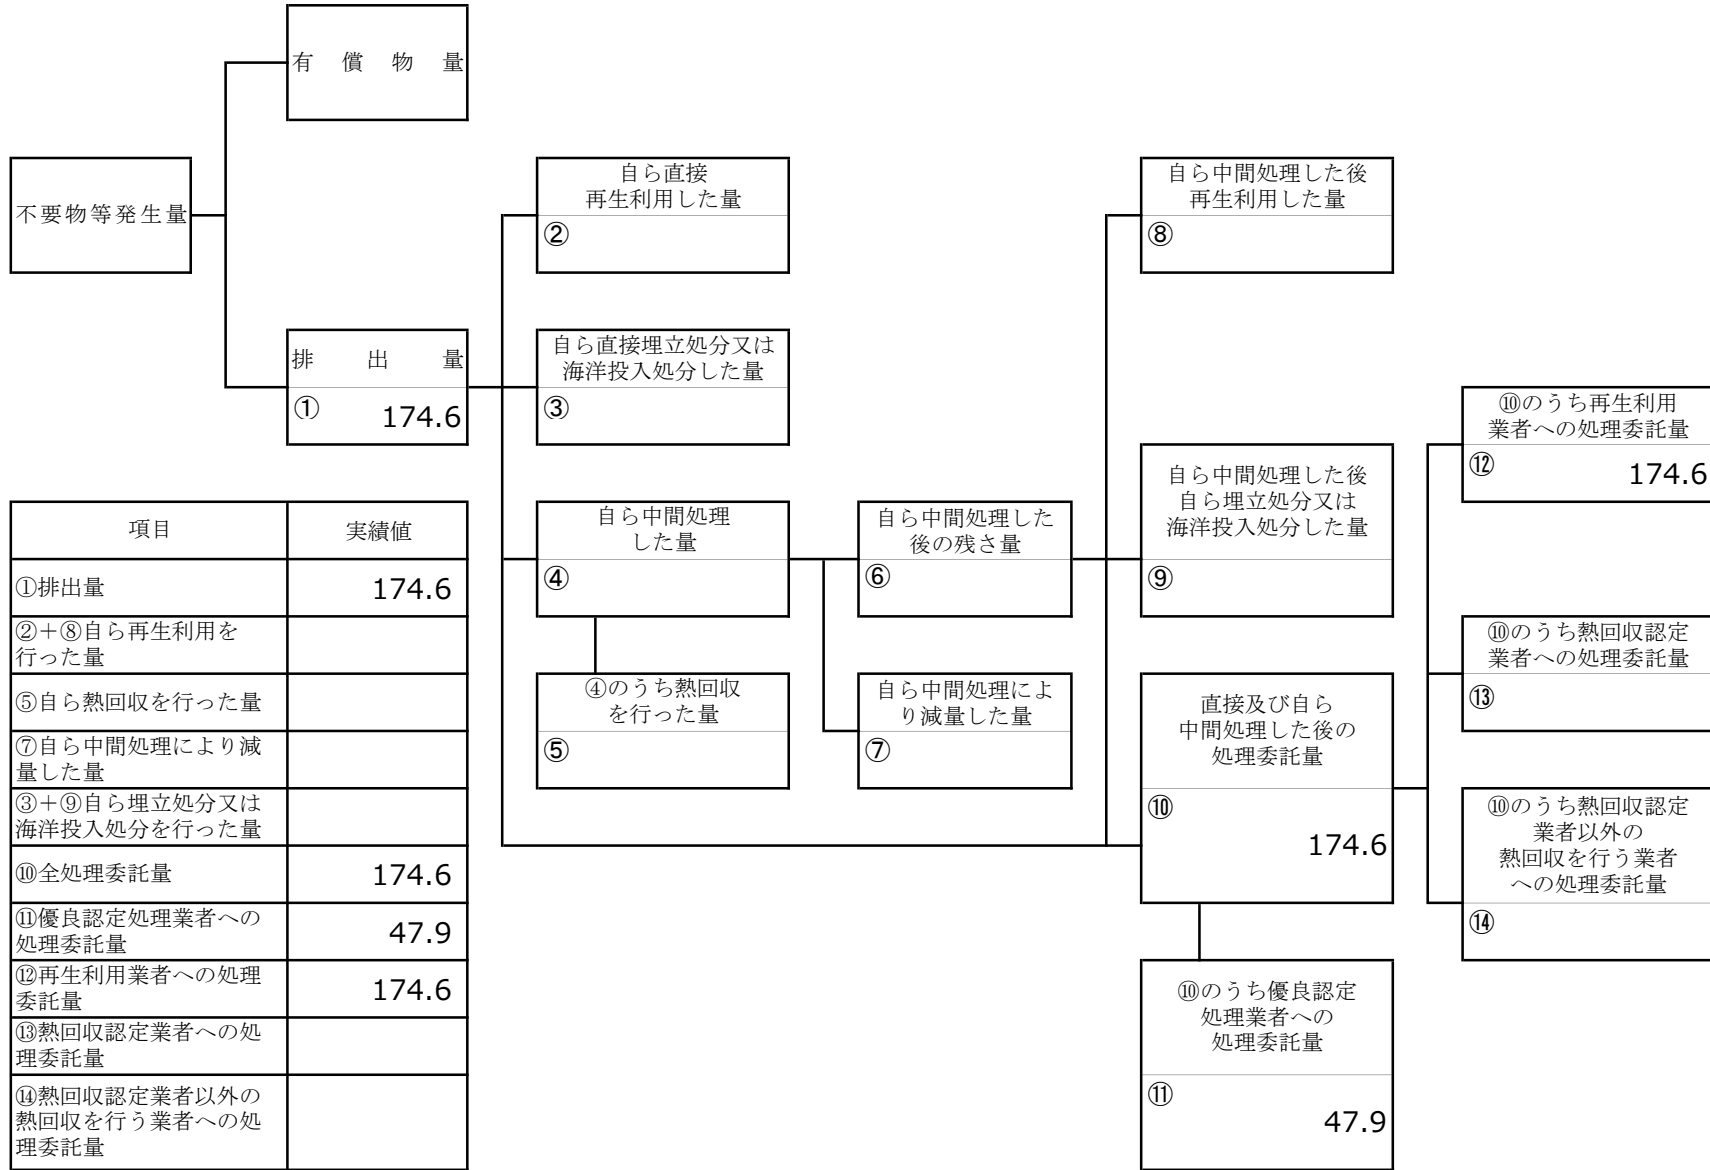 有償物量
不要物等発生量
排出量
① 174.6
自ら直接
再生利用した量
②
自ら直接埋立処分又は
海洋投入処分した量
③
自ら中間処理
した量
④
④のうち熱回収
を行った量
⑤
自ら中間処理した
後の残さ量
⑥
自ら中間処理によ
り減量した量
⑦
自ら中間処理した後
再生利用した量
⑧
自ら中間処理した後
自ら埋立処分又は
海洋投入処分した量
⑨
直接及び自ら
中間処理した後の
処理委託量
⑩
174.6
⑩のうち優良認定
処理業者への
処理委託量
⑪
47.9
⑩のうち再生利用
業者への処理委託量
⑫ 174.6
⑩のうち熱回収認定
業者への処理委託量
⑬
⑩のうち熱回収認定
業者以外の
熱回収を行う業者
への処理委託量
⑭
項目 実績値
①排出量 174.6
②+⑧自ら再生利用を
行った量
⑤自ら熱回収を行った量
⑦自ら中間処理により減
量した量
③+⑨自ら埋立処分又は
海洋投入処分を行った量
⑩全処理委託量 174.6
⑪優良認定処理業者への
処理委託量 47.9
⑫再生利用業者への処理
委託量 174.6
⑬熱回収認定業者への処
理委託量
⑭熱回収認定業者以外の
熱回収を行う業者への処
理委託量